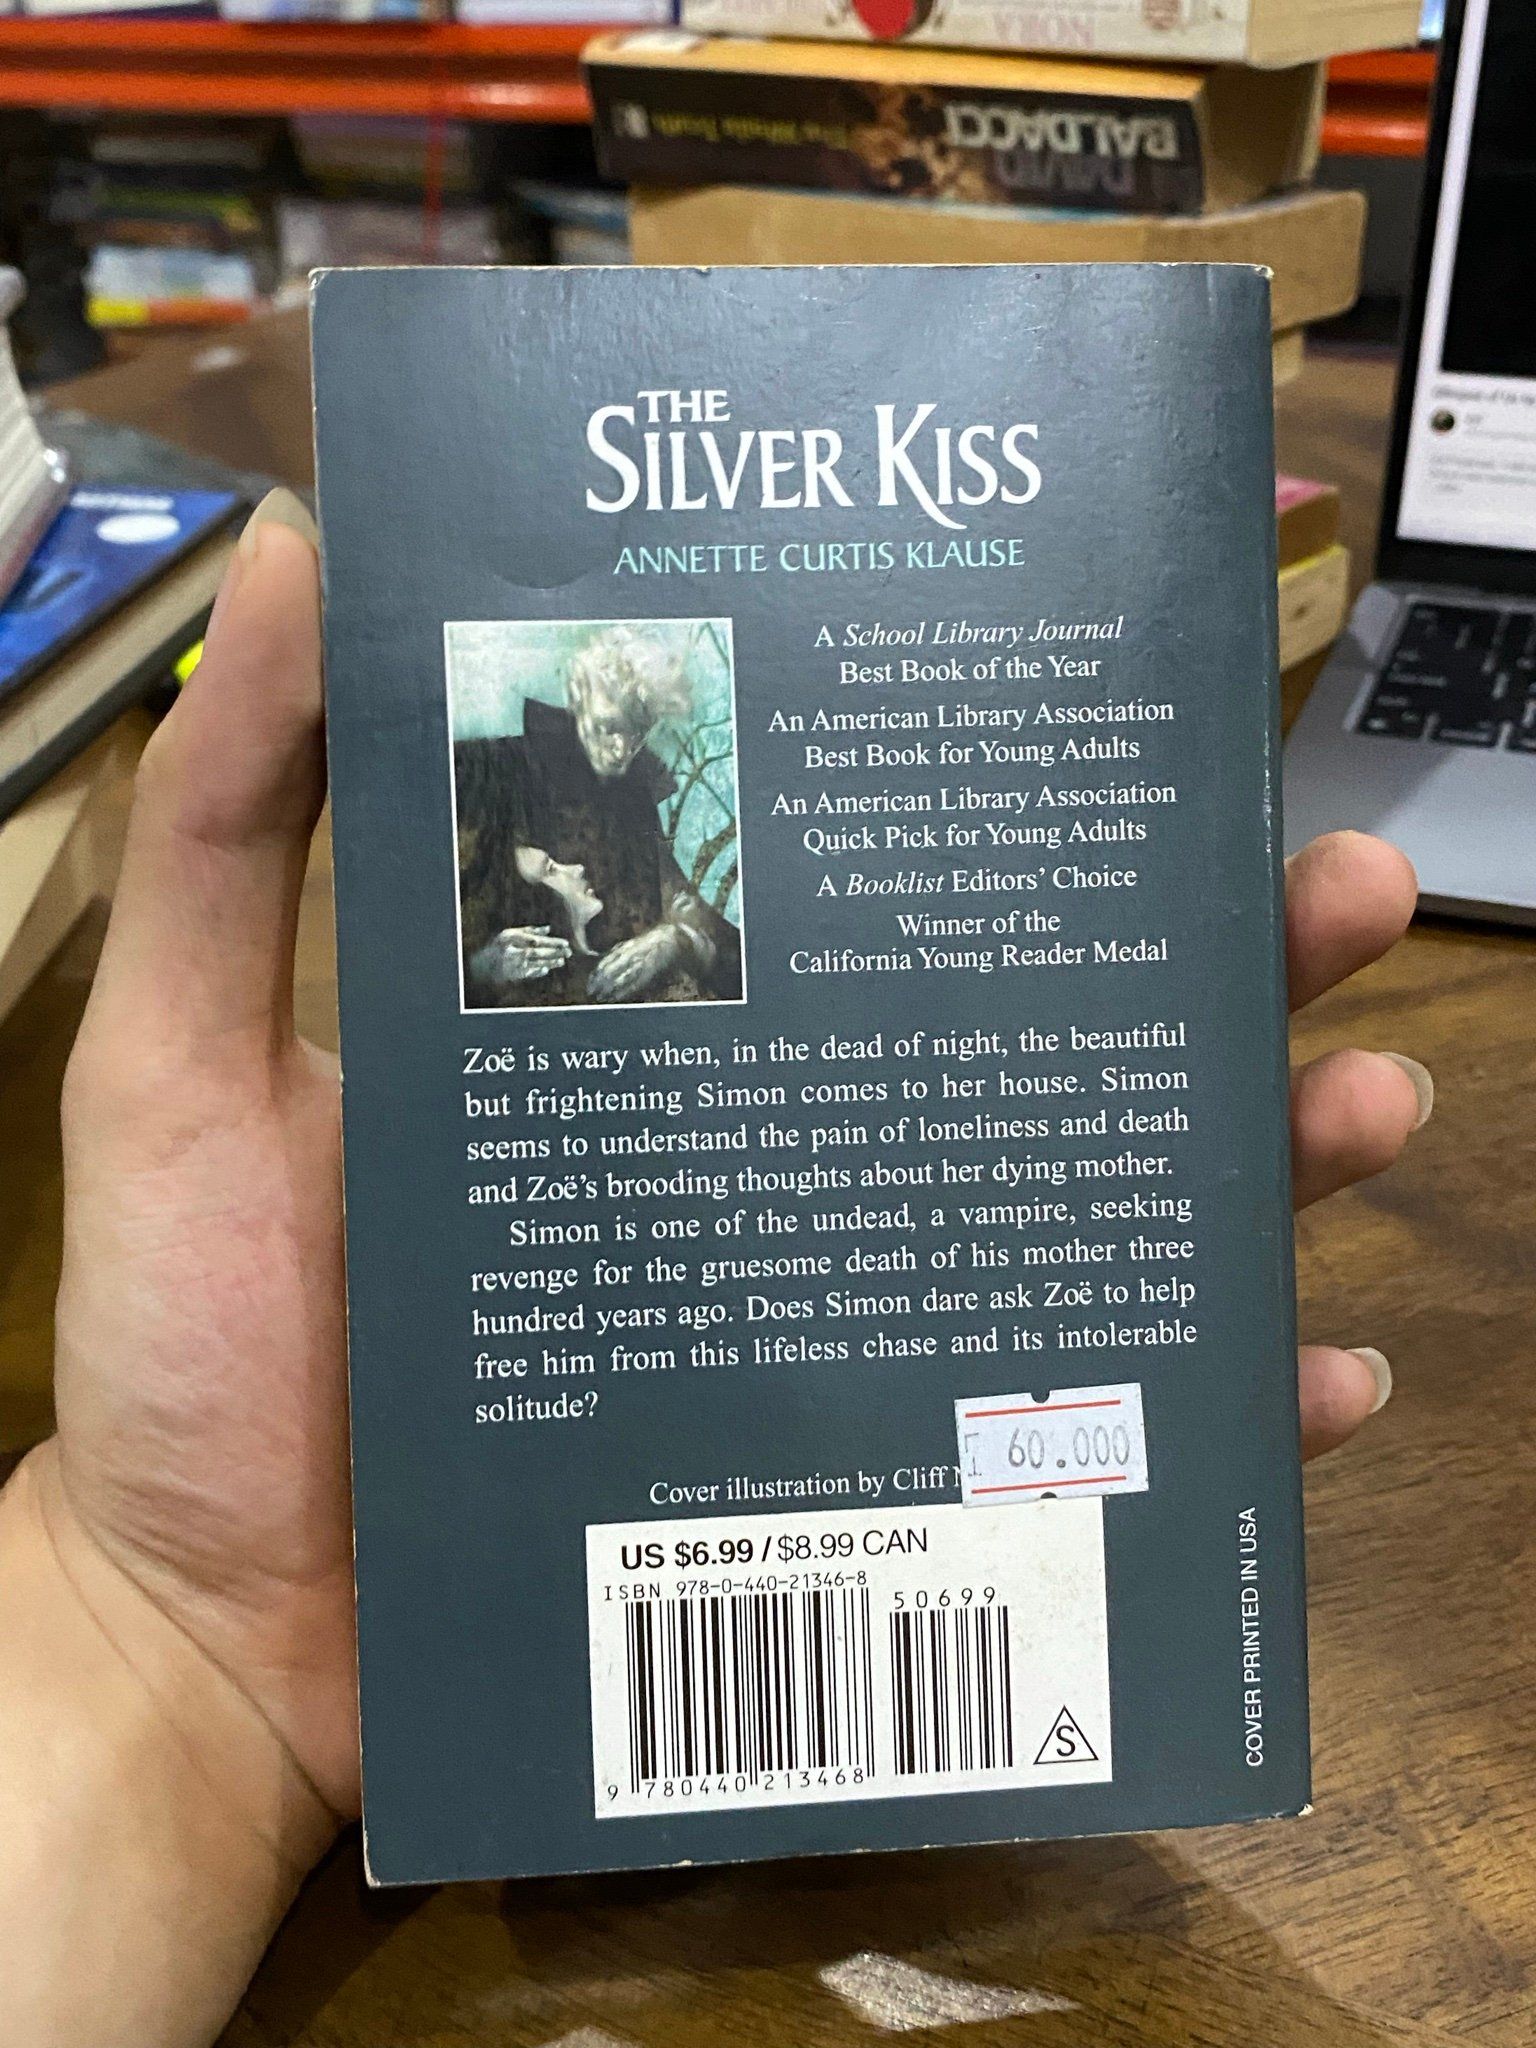 NORA
BALDACCI
DAVID
The Whole Truth
THE
SILVER KISS
ANNETTE CURTIS KLAUSE
A School Library Journal
Best Book of the Year
An American Library Association
Best Book for Young Adults
An American Library Association
Quick Pick for Young Adults
A Booklist Editors' Choice
Winner of the
California Young Reader Medal
Zoë is wary when, in the dead of night, the beautiful
but frightening Simon comes to her house. Simon
seems to understand the pain of loneliness and death
and Zoë's brooding thoughts about her dying mother.
Simon is one of the undead, a vampire, seeking
revenge for the gruesome death of his mother three
hundred years ago. Does Simon dare ask Zoë to help
free him from this lifeless chase and its intolerable
solitude?
60.000
Cover illustration by Cliff
US $6.99 / $8.99 CAN
ISBN 978-0-440-21346-8
50699
9 780440 213468
S
COVER PRINTED IN USA